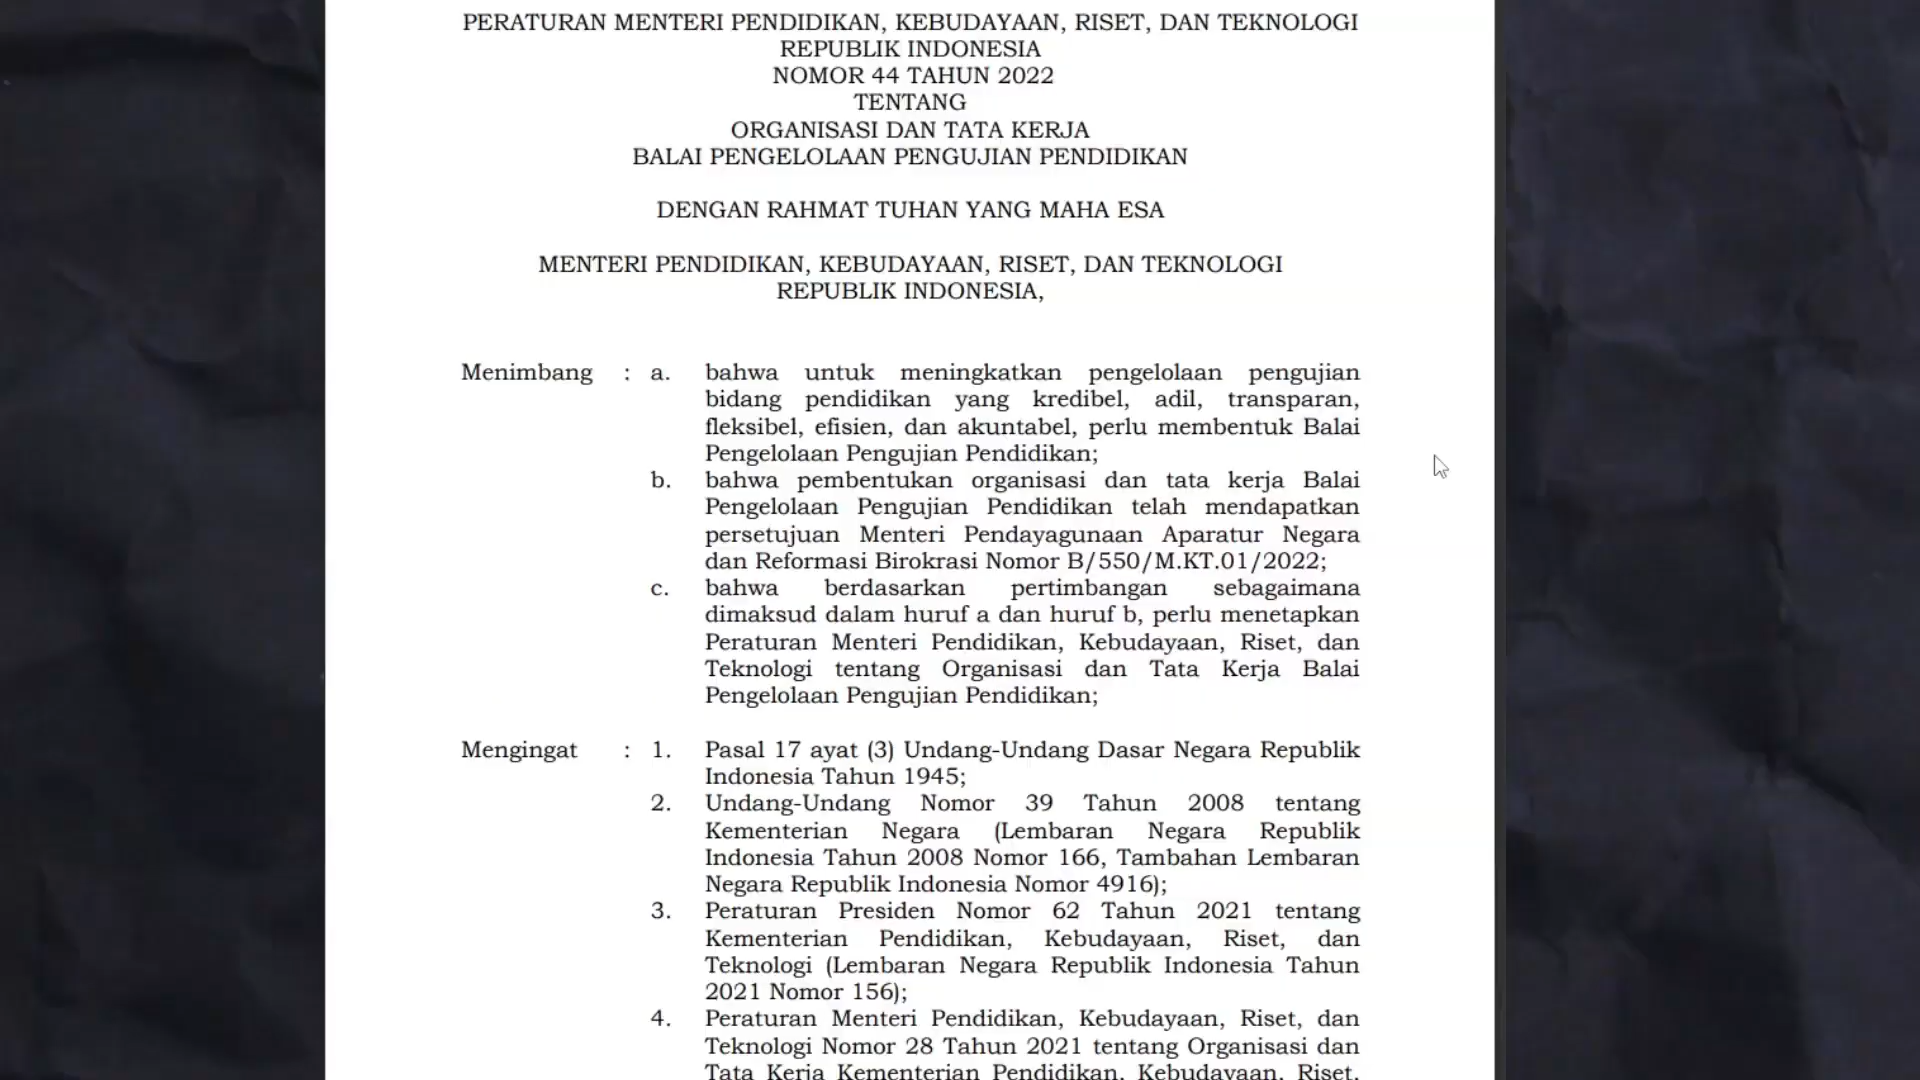 PERATURAN MENTERI PENDIDIKAN, KEBUDAYAAN, RISET, DAN TEKNOLOGI
REPUBLIK INDONESIA
NOMOR 44 TAHUN 2022
TENTANG
ORGANISASI DAN TATA KERJA
BALAI PENGELOLAAN PENGUJIAN PENDIDIKAN
DENGAN RAHMAT TUHAN YANG MAHA ESA
MENTERI PENDIDIKAN, KEBUDAYAAN, RISET, DAN TEKNOLOGI
REPUBLIK INDONESIA,
Menimbang : a. bahwa untuk meningkatkan pengelolaan pengujian
bidang pendidikan yang kredibel, adil, transparan,
fleksibel, efisien, dan akuntabel, perlu membentuk Balai
Pengelolaan Pengujian Pendidikan;
b. bahwa pembentukan organisasi dan tata kerja Balai
Pengelolaan Pengujian Pendidikan telah mendapatkan
persetujuan Menteri Pendayagunaan Aparatur Negara
dan Reformasi Birokrasi Nomor B/550/M.KT.01/2022;
c. bahwa berdasarkan pertimbangan sebagaimana
dimaksud dalam huruf a dan huruf b, perlu menetapkan
Peraturan Menteri Pendidikan, Kebudayaan, Riset, dan
Teknologi tentang Organisasi dan Tata Kerja Balai
Pengelolaan Pengujian Pendidikan;
Mengingat : 1. Pasal 17 ayat (3) Undang-Undang Dasar Negara Republik
Indonesia Tahun 1945;
2. Undang-Undang Nomor 39 Tahun 2008 tentang
Kementerian Negara (Lembaran Negara Republik
Indonesia Tahun 2008 Nomor 166, Tambahan Lembaran
Negara Republik Indonesia Nomor 4916);
3. Peraturan Presiden Nomor 62 Tahun 2021 tentang
Kementerian Pendidikan, Kebudayaan, Riset, dan
Teknologi (Lembaran Negara Republik Indonesia Tahun
2021 Nomor 156);
4. Peraturan Menteri Pendidikan, Kebudayaan, Riset, dan
Teknologi Nomor 28 Tahun 2021 tentang Organisasi dan
Tata Kerja Kementerian Pendidikan, Kebudayaan, Riset,